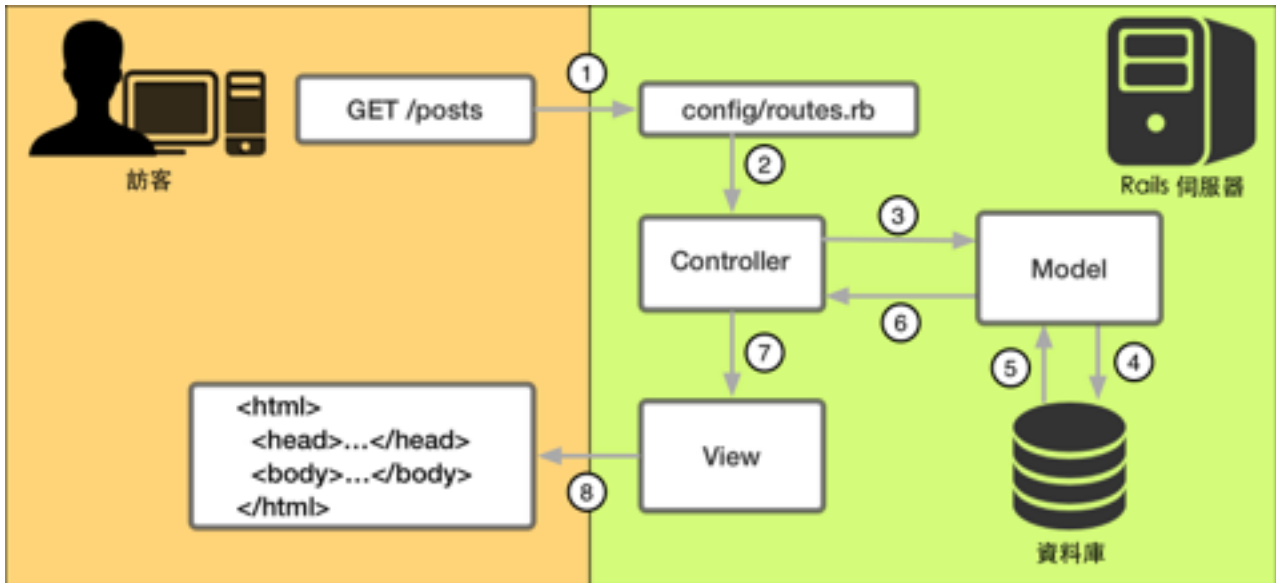 訪客
GET /posts
1
config/routes.rb
Rails 伺服器
2
Controller
3
Model
6
4
5
資料庫
7
View
8
<html>
<head>...</head>
<body>...</body>
</html>